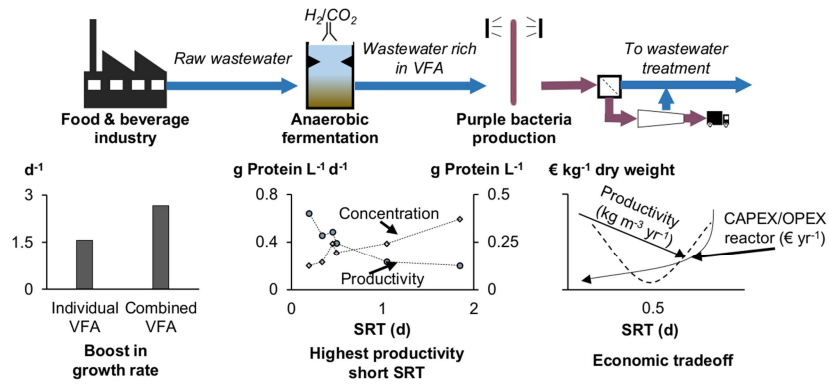 H2/CO2
Raw wastewater
Wastewater rich
in VFA
To wastewater
treatment
Food & beverage
industry
Anaerobic
fermentation
Purple bacteria
production
d-1
3
1.5
0
Individual
VFA
Combined
VFA
Boost in
growth rate
g Protein L-1 d-1
g Protein L-1
0.8
0.4
0
0.5
0.25
0
Concentration
Productivity
0
1
2
SRT (d)
Highest productivity
short SRT
€ kg-1 dry weight
Productivity
(kg m-3 yr-1)
CAPEX/OPEX
reactor (€ yr-1)
0.5
SRT (d)
Economic tradeoff